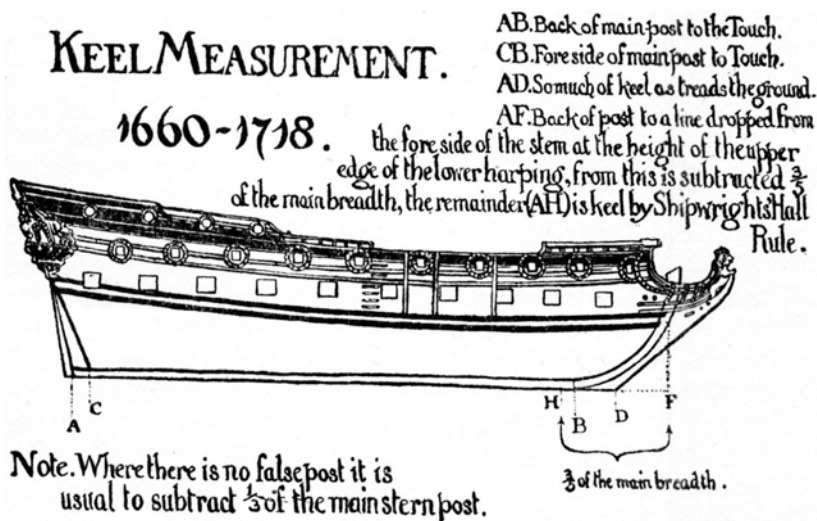 KEEL MEASUREMENT.
1660-1718.
AB. Back of main post to the Touch.
CB. Fore side of main post to Touch.
AD. So much of keel as treads the ground.
AF. Back of post to a line dropped from
the fore side of the stem at the height of the upper
edge of the lower harping, from this is subtracted 3/5
of the main breadth, the remainder (AH) is keel by Shipwrights Hall
Rule.
A
C
H
B
D
F
3/5 of the main breadth.
Note. Where there is no false post it is
usual to subtract 1/3 of the main stern post.